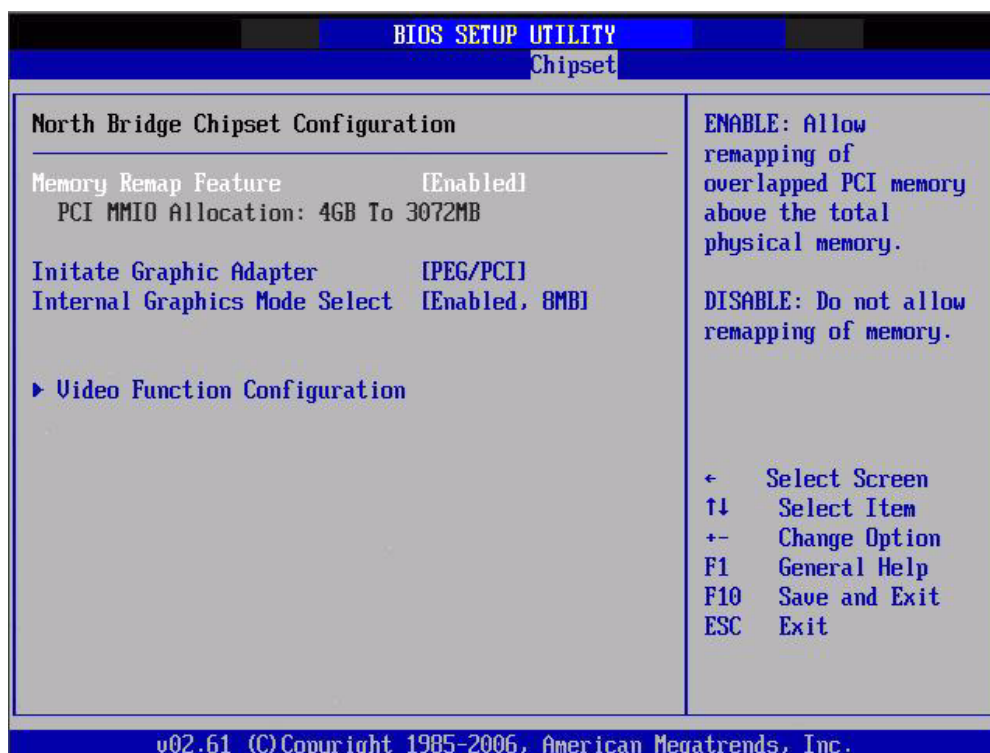 BIOS SETUP UTILITY
Chipset
North Bridge Chipset Configuration
Memory Remap Feature [Enabled]
PCI MMIO Allocation: 4GB To 3072MB
Initate Graphic Adapter [PEG/PCI]
Internal Graphics Mode Select [Enabled, 8MB]
▶ Video Function Configuration
ENABLE: Allow
remapping of
overlapped PCI memory
above the total
physical memory.
DISABLE: Do not allow
remapping of memory.
← Select Screen
↑↓ Select Item
+- Change Option
F1 General Help
F10 Save and Exit
ESC Exit
v02.61 (C)Copyright 1985-2006, American Megatrends, Inc.